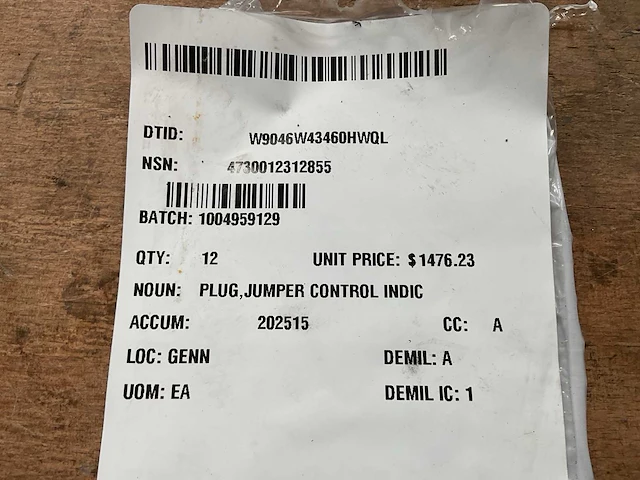 DTID: W9046W43460HWQL
NSN: 4730012312855
BATCH: 1004959129
QTY: 12 UNIT PRICE: $1476.23
NOUN: PLUG,JUMPER CONTROL INDIC
ACCUM: 202515 CC: A
LOC: GENN DEMIL: A
UOM: EA DEMIL IC: 1